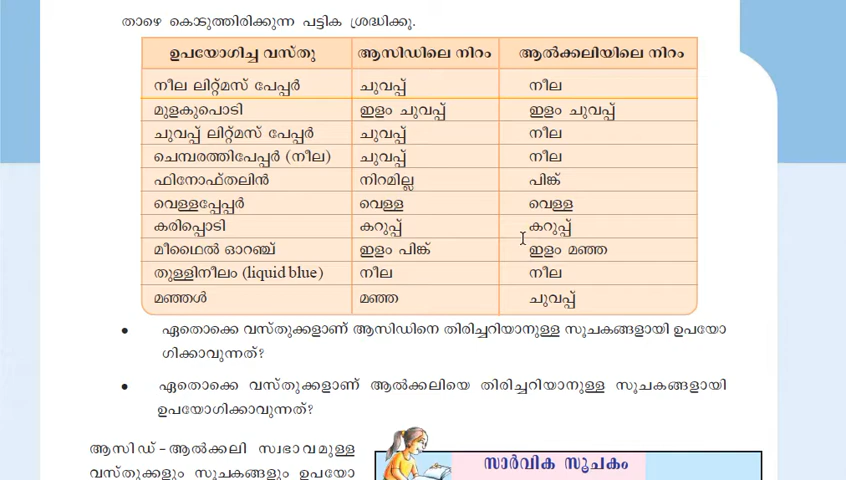 താഴെ കൊടുത്തിരിക്കുന്ന പട്ടിക ശ്രദ്ധിക്കൂ.
ഉപയോഗിച്ച വസ്തു ആസിഡിലെ നിറം ആൽക്കലിയിലെ നിറം
നീല ലിറ്റ്മസ് പേപ്പർ ചുവപ്പ് നീല
മുളകുപൊടി ഇളം ചുവപ്പ് ഇളം ചുവപ്പ്
ചുവപ്പ് ലിറ്റ്മസ് പേപ്പർ ചുവപ്പ് നീല
ചെമ്പരത്തിപേപ്പർ (നീല) ചുവപ്പ് നീല
ഫിനോഫ്തലിൻ നിറമില്ല പിങ്ക്
വെള്ളപ്പേപ്പർ വെള്ള വെള്ള
കരിപ്പൊടി കറുപ്പ് കറുപ്പ്
മീഥൈൽ ഓറഞ്ച് ഇളം പിങ്ക് ഇളം മഞ്ഞ
തുള്ളിനീലം (liquid blue) നീല നീല
മഞ്ഞൾ മഞ്ഞ ചുവപ്പ്
• ഏതൊക്കെ വസ്തുക്കളാണ് ആസിഡിനെ തിരിച്ചറിയാനുള്ള സൂചകങ്ങളായി ഉപയോ
ഗിക്കാവുന്നത്?
• ഏതൊക്കെ വസ്തുക്കളാണ് ആൽക്കലിയെ തിരിച്ചറിയാനുള്ള സൂചകങ്ങളായി
ഉപയോഗിക്കാവുന്നത്?
ആസിഡ്-ആൽക്കലി സ്വഭാവമുള്ള
വസ്തുക്കളും സൂചകങ്ങളും ഉപയോ
സാർവിക സൂചകം